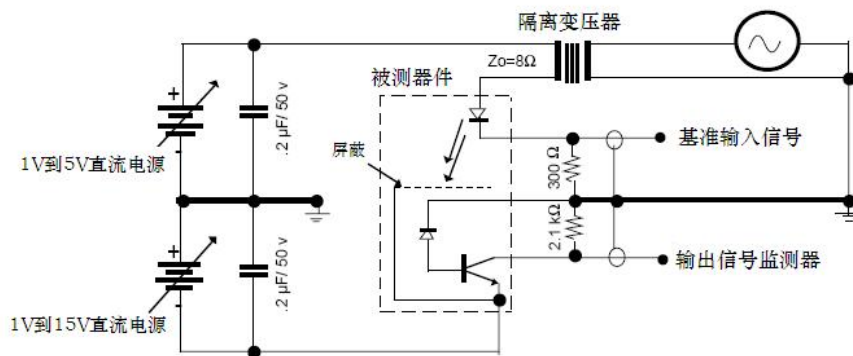 隔离变压器
Zo=8Ω
被测器件
+
.2 μF/ 50 v
1V到5V直流电源
-
屏蔽
300 Ω
基准输入信号
2.1 kΩ
+
.2 μF/ 50 v
输出信号监测器
1V到15V直流电源
-